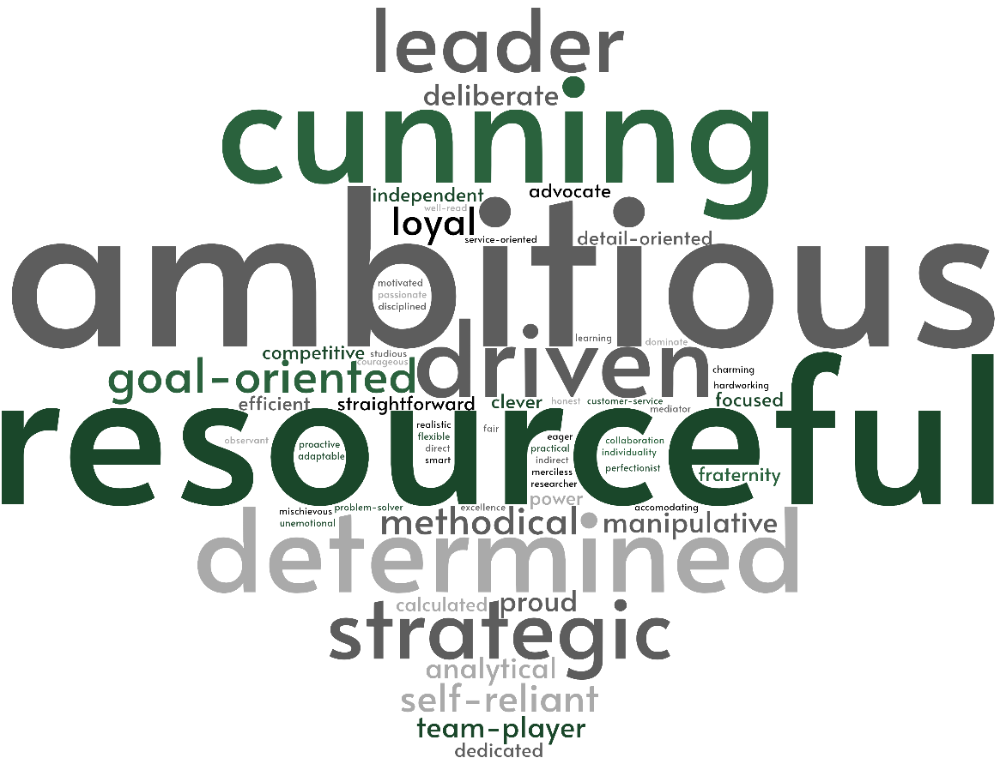 leader
deliberate
cunning
independent
advocate
well-read
loyal
service-oriented
detail-oriented
ambitious
motivated
passionate
disciplined
learning
dominate
competitive
studious
courageous
driven
goal-oriented
charming
hardworking
efficient
straightforward
clever
honest
customer-service
mediator
focused
resourceful
observant
proactive
adaptable
realistic
flexible
direct
smart
fair
eager
practical
indirect
merciless
researcher
collaboration
individuality
perfectionist
fraternity
power
mischievous
problem-solver
unemotional
excellence
accomodating
methodical
manipulative
determined
calculated
proud
strategic
analytical
self-reliant
team-player
dedicated